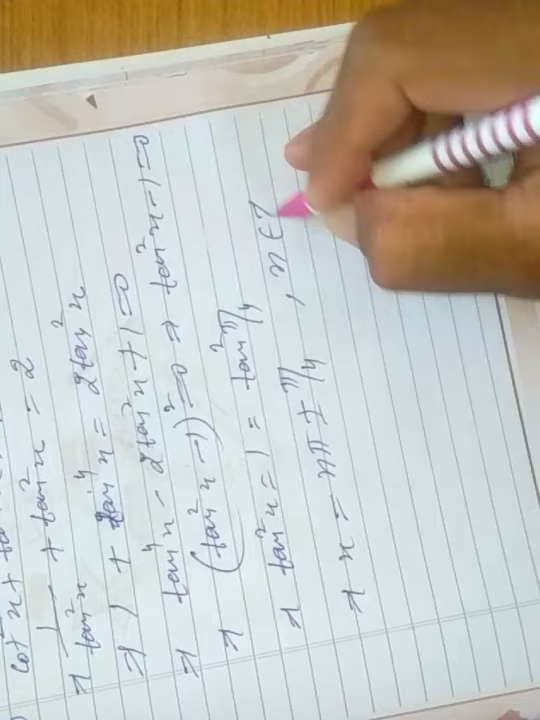 cot²x + tan²x
1/tan²x + tan²x = 2
⇒ 1 + tan⁴x = 2tan²x
⇒ tan⁴x - 2tan²x + 1 = 0
⇒ (tan²x - 1)² = 0 ⇒ tan²x - 1 = 0
⇒ tan²x = 1 = tan²π/4
⇒ x = nπ ± π/4, n ∈ Z